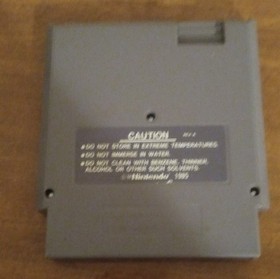 CAUTION
●DO NOT STORE IN EXTREME TEMPERATURES.
●DO NOT IMMERSE IN WATER.
●DO NOT CLEAN WITH BENZENE, THINNER,
ALCOHOL OR OTHER SUCH SOLVENTS.
Nintendo 1985